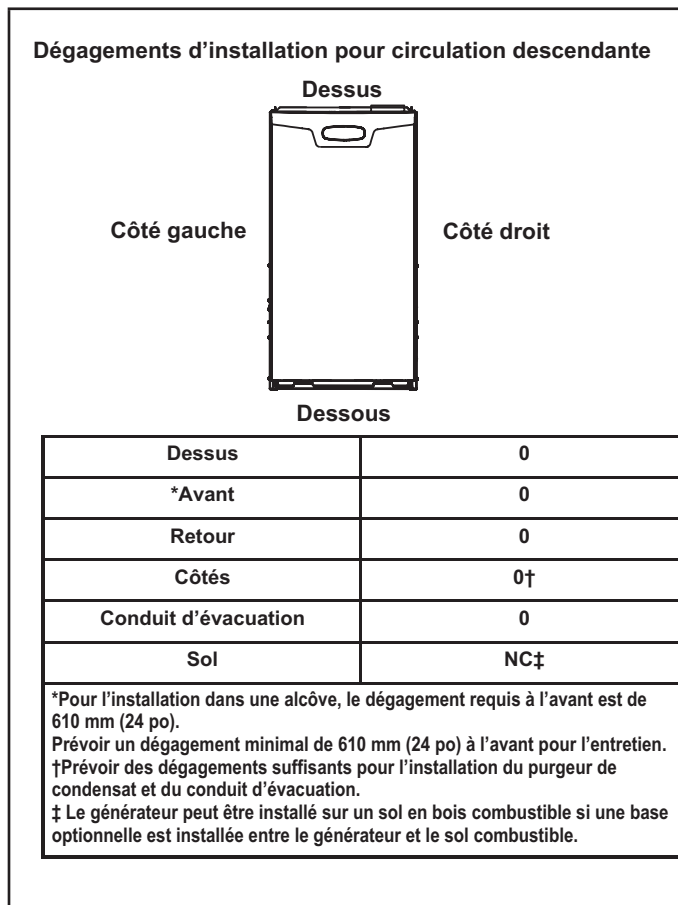 Dégagements d’installation pour circulation descendante
Dessus
Côté gauche
Côté droit
Dessous
Dessus 0
*Avant 0
Retour 0
Côtés 0†
Conduit d’évacuation 0
Sol NC‡
*Pour l’installation dans une alcôve, le dégagement requis à l’avant est de
610 mm (24 po).
Prévoir un dégagement minimal de 610 mm (24 po) à l’avant pour l’entretien.
†Prévoir des dégagements suffisants pour l’installation du purgeur de
condensat et du conduit d’évacuation.
‡ Le générateur peut être installé sur un sol en bois combustible si une base
optionnelle est installée entre le générateur et le sol combustible.